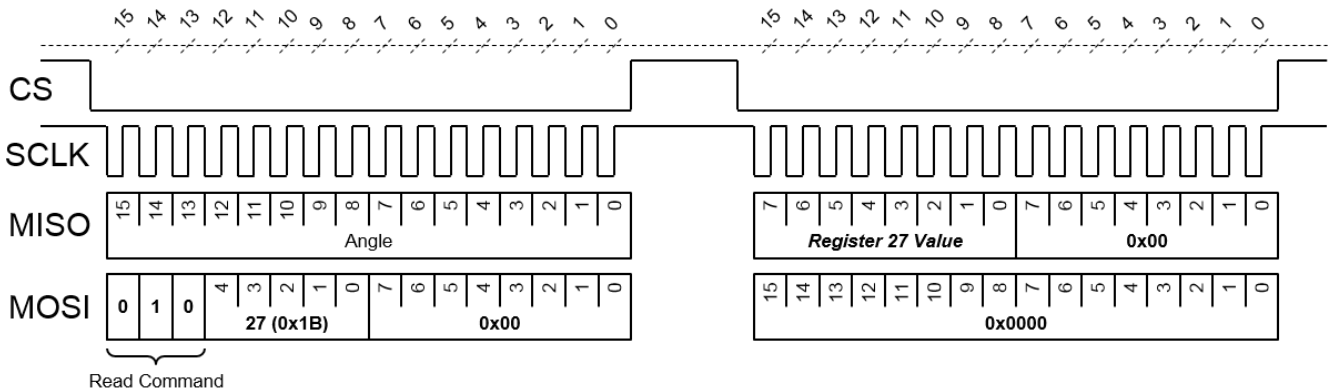 15 14 13 12 11 10 9 8 7 6 5 4 3 2 1 0 15 14 13 12 11 10 9 8 7 6 5 4 3 2 1 0
CS
SCLK
MISO
15 14 13 12 11 10 9 8 7 6 5 4 3 2 1 0 7 6 5 4 3 2 1 0 7 6 5 4 3 2 1 0
Angle Register 27 Value 0x00
MOSI
0 1 0 4 3 2 1 0 7 6 5 4 3 2 1 0 15 14 13 12 11 10 9 8 7 6 5 4 3 2 1 0
27 (0x1B) 0x00 0x0000
Read Command